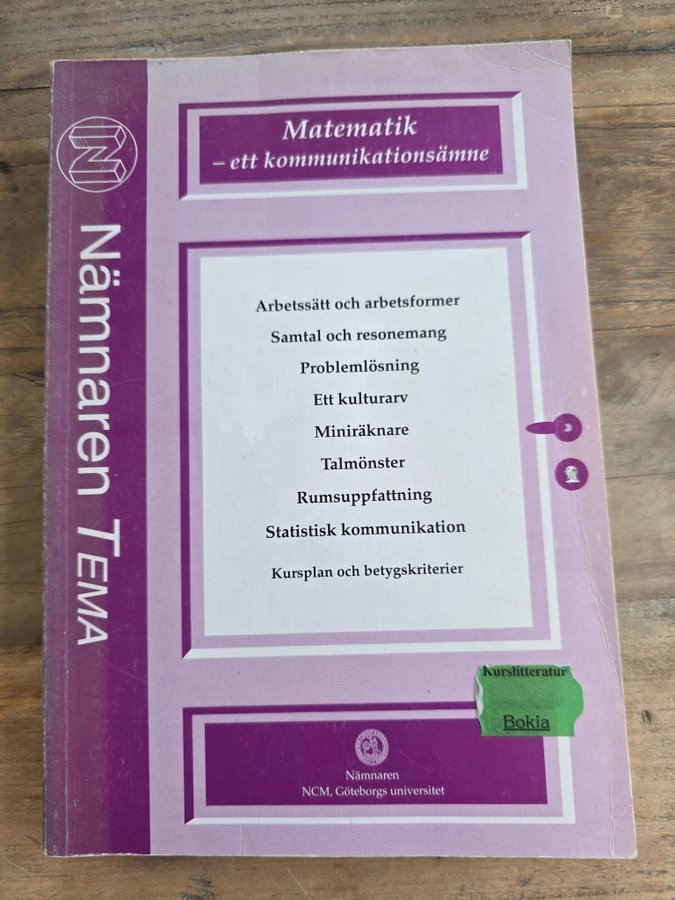 Matematik
– ett kommunikationsämne
Nämnaren TEMA
Arbetssätt och arbetsformer
Samtal och resonemang
Problemlösning
Ett kulturarv
Miniräknare
Talmönster
Rumsuppfattning
Statistisk kommunikation
Kursplan och betygskriterier
Kurslitteratur
Bokia
Nämnaren
NCM, Göteborgs universitet